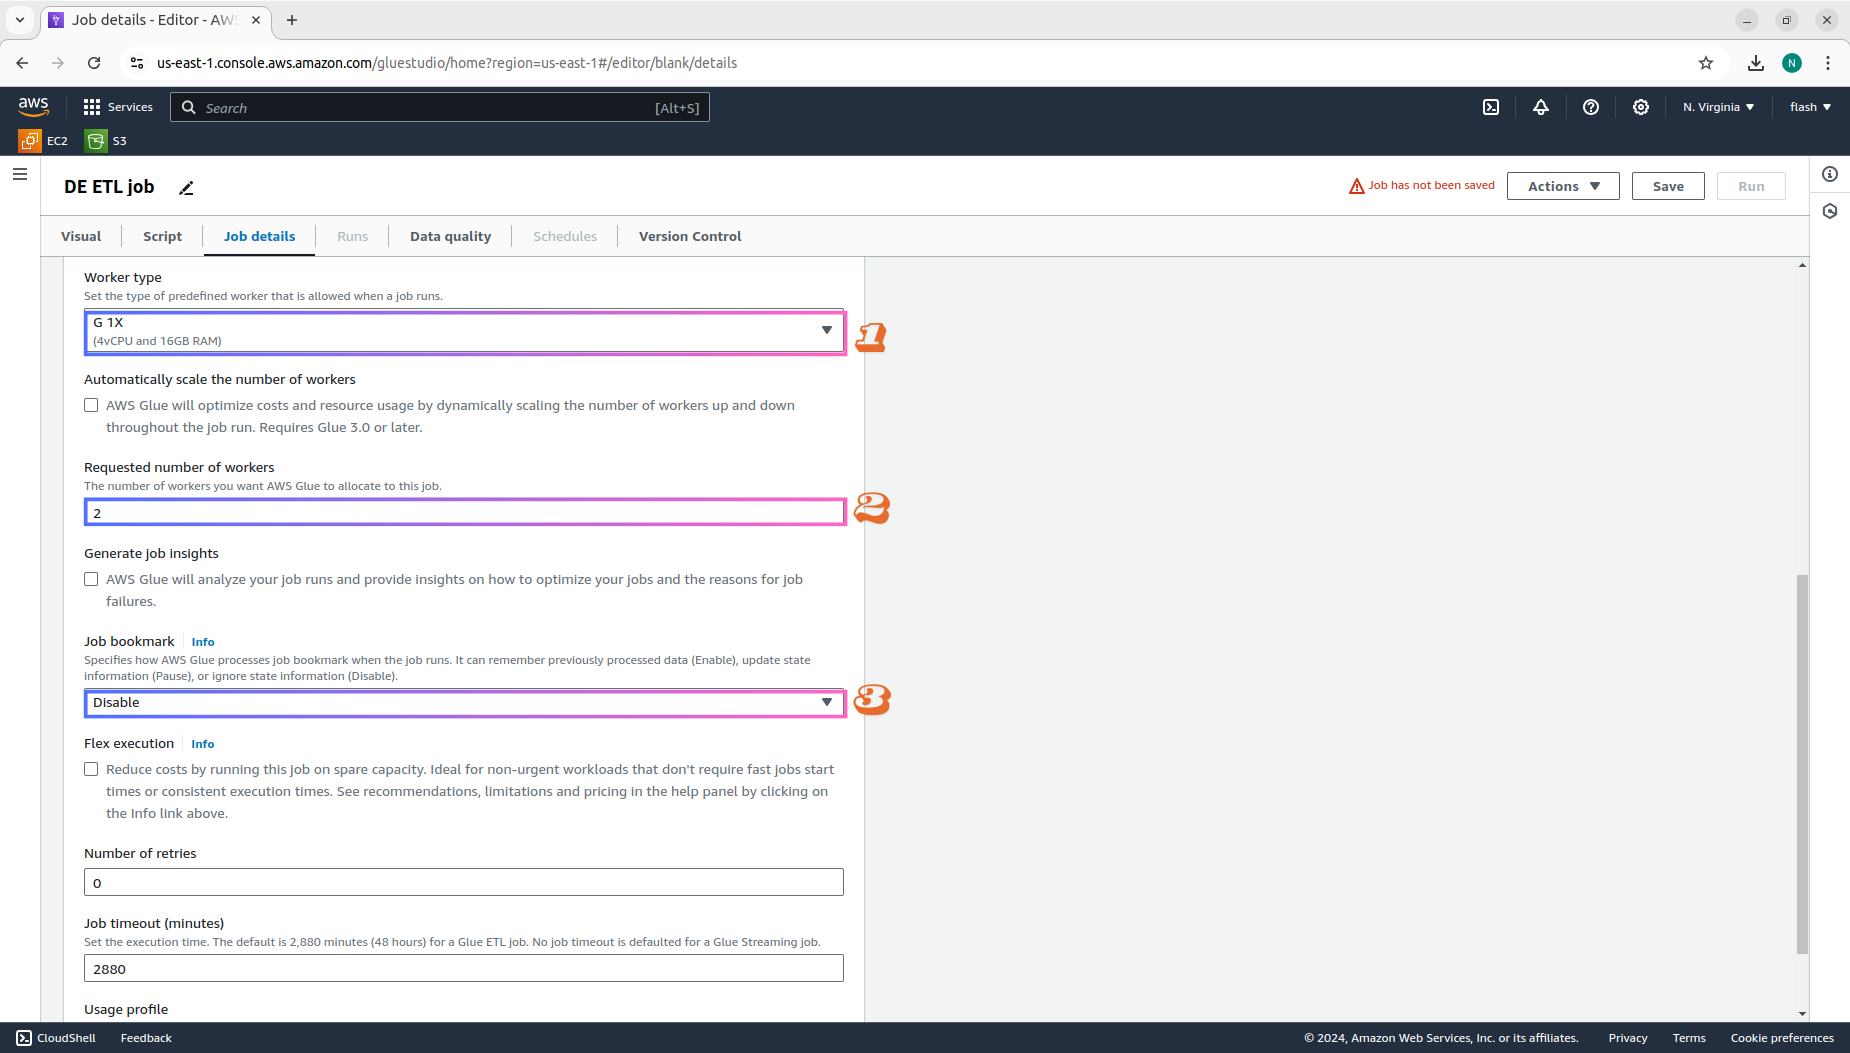 Job details - Editor - AWS
us-east-1.console.aws.amazon.com/gluestudio/home?region=us-east-1#/editor/blank/details
N
aws
Services
Search
[Alt+S]
N. Virginia
flash
EC2
S3
DE ETL job
Job has not been saved
Actions
Save
Run
Visual
Script
Job details
Runs
Data quality
Schedules
Version Control
Worker type
Set the type of predefined worker that is allowed when a job runs.
G 1X
(4vCPU and 16GB RAM)
1
Automatically scale the number of workers
AWS Glue will optimize costs and resource usage by dynamically scaling the number of workers up and down
throughout the job run. Requires Glue 3.0 or later.
Requested number of workers
The number of workers you want AWS Glue to allocate to this job.
2
2
Generate job insights
AWS Glue will analyze your job runs and provide insights on how to optimize your jobs and the reasons for job
failures.
Job bookmark
Info
Specifies how AWS Glue processes job bookmark when the job runs. It can remember previously processed data (Enable), update state
information (Pause), or ignore state information (Disable).
Disable
3
Flex execution
Info
Reduce costs by running this job on spare capacity. Ideal for non-urgent workloads that don't require fast jobs start
times or consistent execution times. See recommendations, limitations and pricing in the help panel by clicking on
the Info link above.
Number of retries
0
Job timeout (minutes)
Set the execution time. The default is 2,880 minutes (48 hours) for a Glue ETL job. No job timeout is defaulted for a Glue Streaming job.
2880
Usage profile
CloudShell
Feedback
© 2024, Amazon Web Services, Inc. or its affiliates.
Privacy
Terms
Cookie preferences